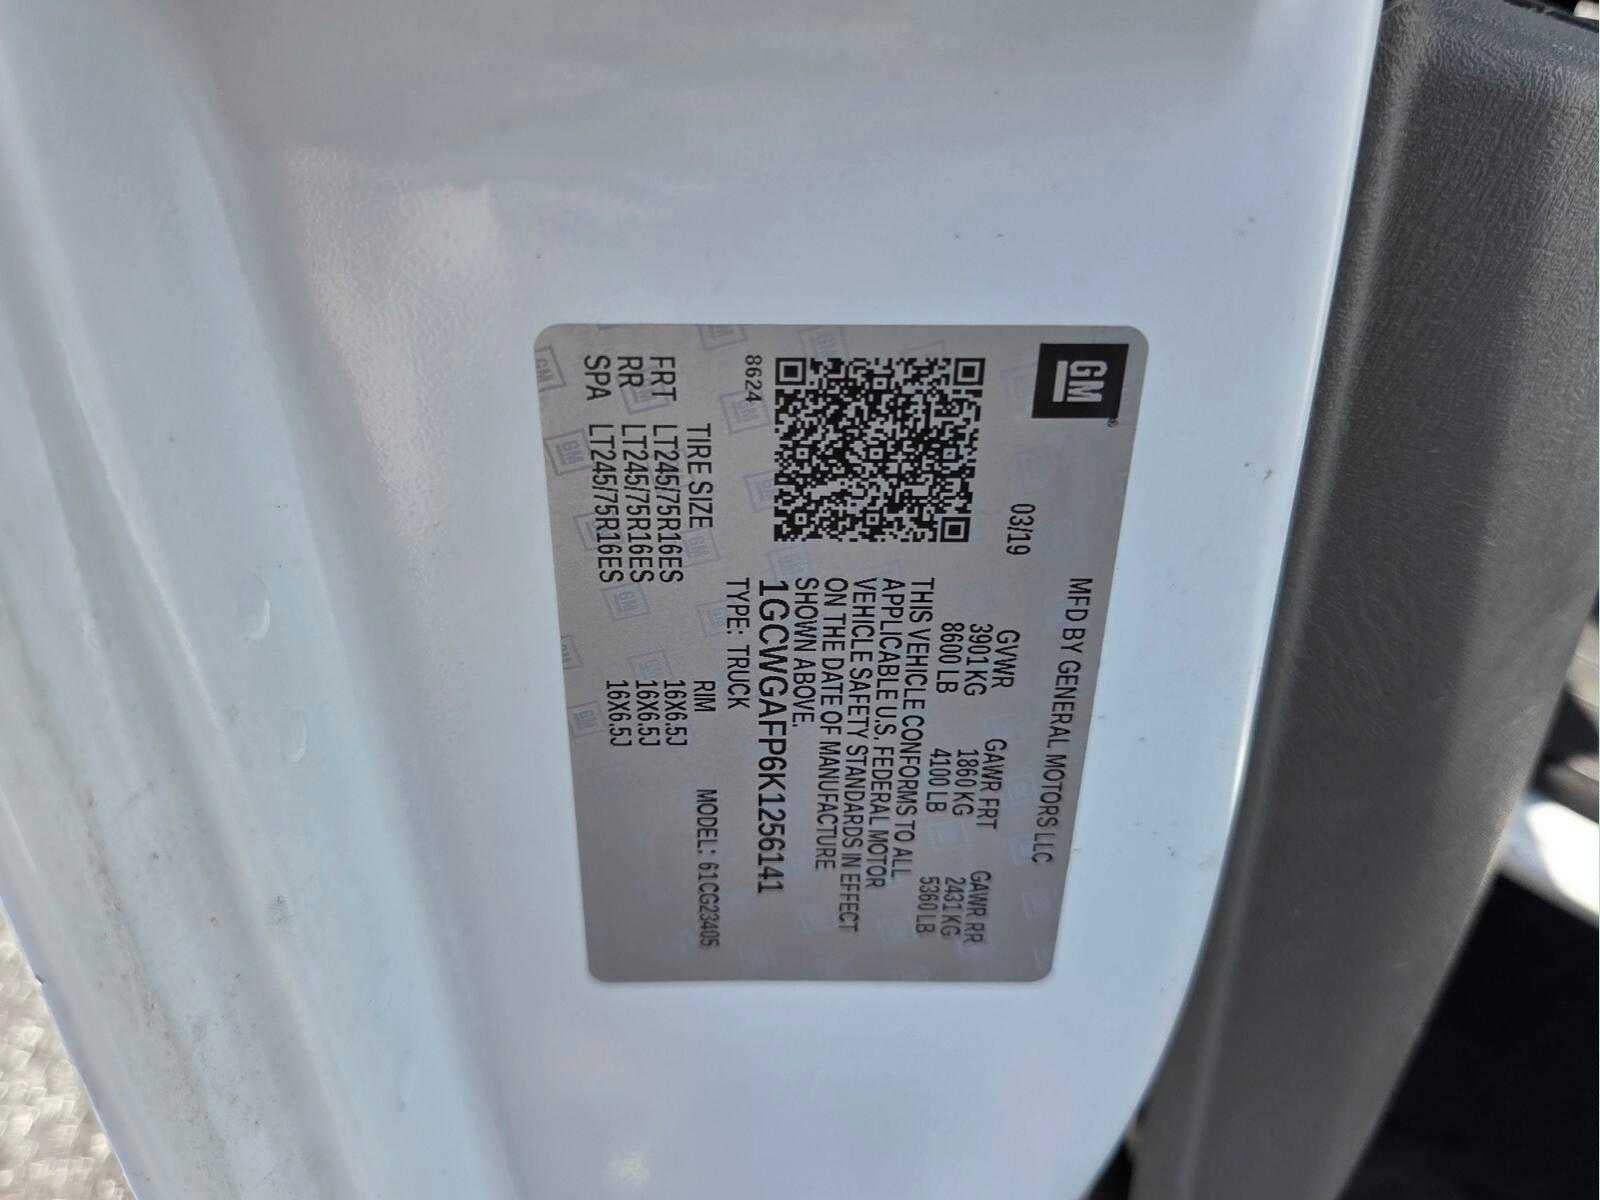 GM
MFD BY GENERAL MOTORS LLC
03/19
GVWR GAWR FRT GAWR RR
3901 KG 1860 KG 2431 KG
8600 LB 4100 LB 5360 LB
THIS VEHICLE CONFORMS TO ALL
APPLICABLE U.S. FEDERAL MOTOR
VEHICLE SAFETY STANDARDS IN EFFECT
ON THE DATE OF MANUFACTURE
SHOWN ABOVE.
1GCWGAFP6K1256141
8624
TYPE: TRUCK
MODEL: 61CG23405
TIRE SIZE RIM
FRT LT245/75R16ES 16X6.5J
RR LT245/75R16ES 16X6.5J
SPA LT245/75R16ES 16X6.5J